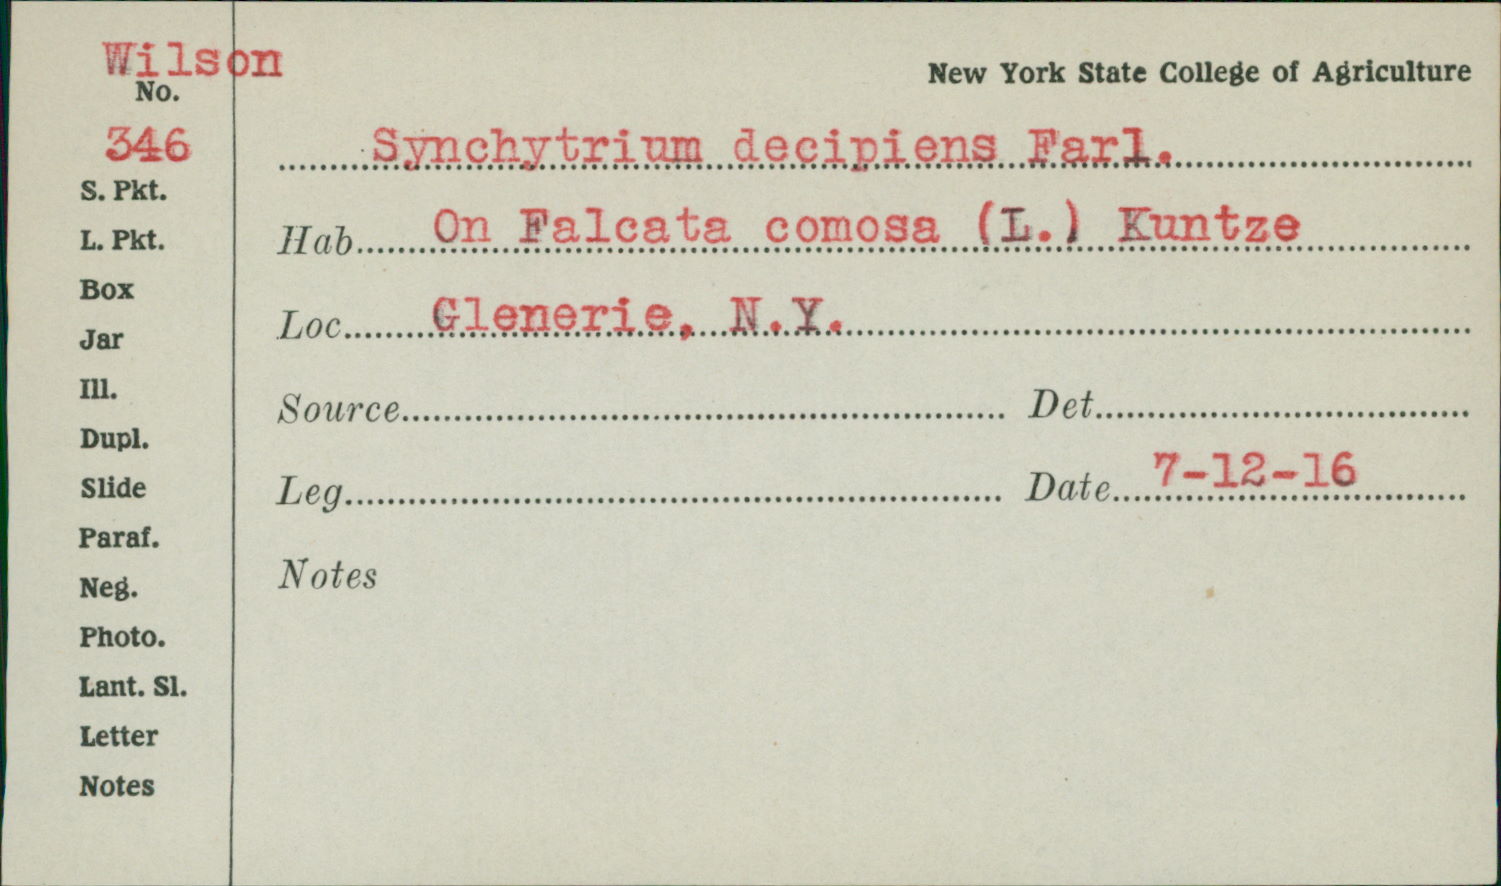 Wilson
New York State College of Agriculture
No.
346
Synchytrium decipiens Farl.
S. Pkt.
Hab. On Falcata comosa (L.) Kuntze
L. Pkt.
Box
Loc. Glenerie, N.Y.
Jar
Ill.
Source Det.
Dupl.
Slide
Leg. Date 7-12-16
Paraf.
Notes
Neg.
Photo.
Lant. Sl.
Letter
Notes